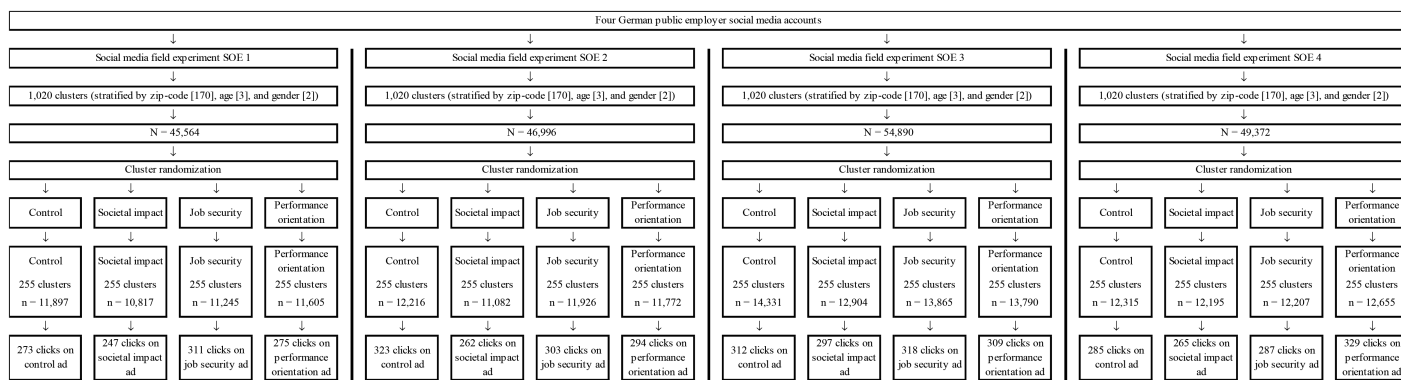 Four German public employer social media accounts
↓ ↓ ↓ ↓
Social media field experiment SOE 1
↓
1,020 clusters (stratified by zip-code [170], age [3], and gender [2])
↓
N = 45,564
↓
Cluster randomization
↓ ↓ ↓ ↓
Control
Societal impact
Job security
Performance
orientation
↓ ↓ ↓ ↓
Control
255 clusters
n = 11,897
Societal impact
255 clusters
n = 10,817
Job security
255 clusters
n = 11,245
Performance
orientation
255 clusters
n = 11,605
↓ ↓ ↓ ↓
273 clicks on
control ad
247 clicks on
societal impact
ad
311 clicks on
job security ad
275 clicks on
performance
orientation ad
Social media field experiment SOE 2
↓
1,020 clusters (stratified by zip-code [170], age [3], and gender [2])
↓
N = 46,996
↓
Cluster randomization
↓ ↓ ↓ ↓
Control
Societal impact
Job security
Performance
orientation
↓ ↓ ↓ ↓
Control
255 clusters
n = 12,216
Societal impact
255 clusters
n = 11,082
Job security
255 clusters
n = 11,926
Performance
orientation
255 clusters
n = 11,772
↓ ↓ ↓ ↓
323 clicks on
control ad
262 clicks on
societal impact
ad
303 clicks on
job security ad
294 clicks on
performance
orientation ad
Social media field experiment SOE 3
↓
1,020 clusters (stratified by zip-code [170], age [3], and gender [2])
↓
N = 54,890
↓
Cluster randomization
↓ ↓ ↓ ↓
Control
Societal impact
Job security
Performance
orientation
↓ ↓ ↓ ↓
Control
255 clusters
n = 14,331
Societal impact
255 clusters
n = 12,904
Job security
255 clusters
n = 13,865
Performance
orientation
255 clusters
n = 13,790
↓ ↓ ↓ ↓
312 clicks on
control ad
297 clicks on
societal impact
ad
318 clicks on
job security ad
309 clicks on
performance
orientation ad
Social media field experiment SOE 4
↓
1,020 clusters (stratified by zip-code [170], age [3], and gender [2])
↓
N = 49,372
↓
Cluster randomization
↓ ↓ ↓ ↓
Control
Societal impact
Job security
Performance
orientation
↓ ↓ ↓ ↓
Control
255 clusters
n = 12,315
Societal impact
255 clusters
n = 12,195
Job security
255 clusters
n = 12,207
Performance
orientation
255 clusters
n = 12,655
↓ ↓ ↓ ↓
285 clicks on
control ad
265 clicks on
societal impact
ad
287 clicks on
job security ad
329 clicks on
performance
orientation ad